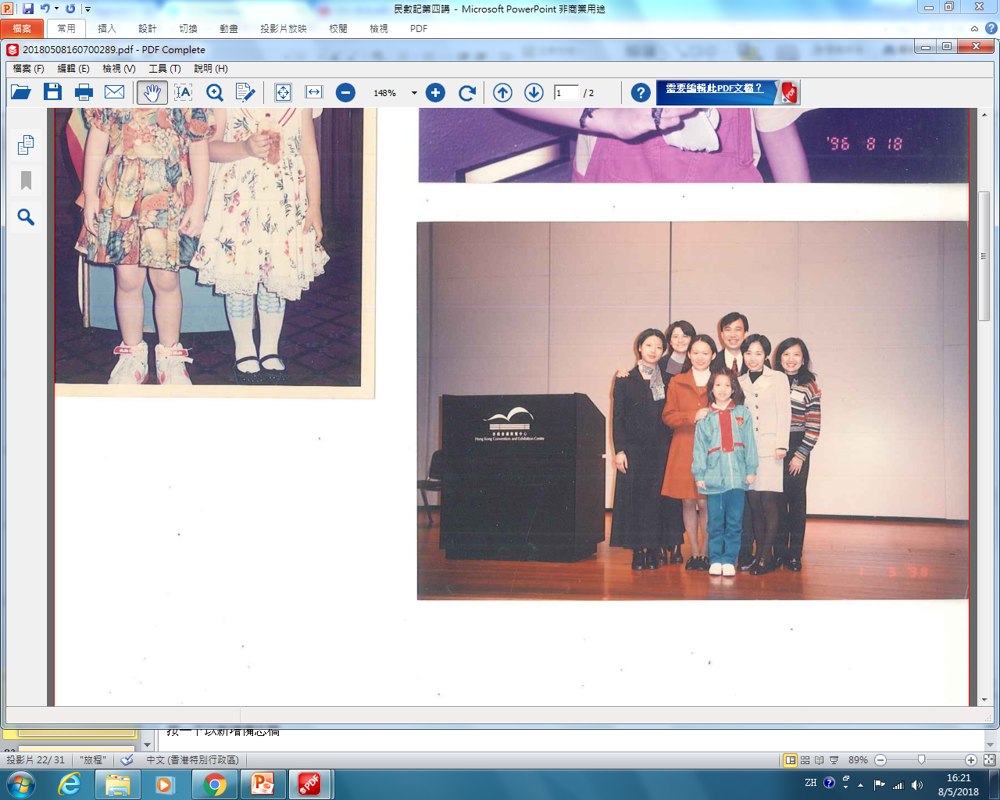 民數記第四講 - Microsoft PowerPoint 非商業用途
檔案 常用 插入 設計 切換 動畫 投影片放映 校閱 檢視 PDF
20180508160700289.pdf - PDF Complete
檔案 (F) 編輯 (E) 檢視 (V) 工具 (T) 說明 (H)
148% 1 / 2 需要編輯此PDF文檔？
PDF
'96 8 18
香港會議展覽中心
Hong Kong Convention and Exhibition Centre
1 3 '98
按一下以新增備忘稿
投影片 22/ 31 "旅程" 中文 (香港特別行政區) 89%
ZH 16:21
8/5/2018